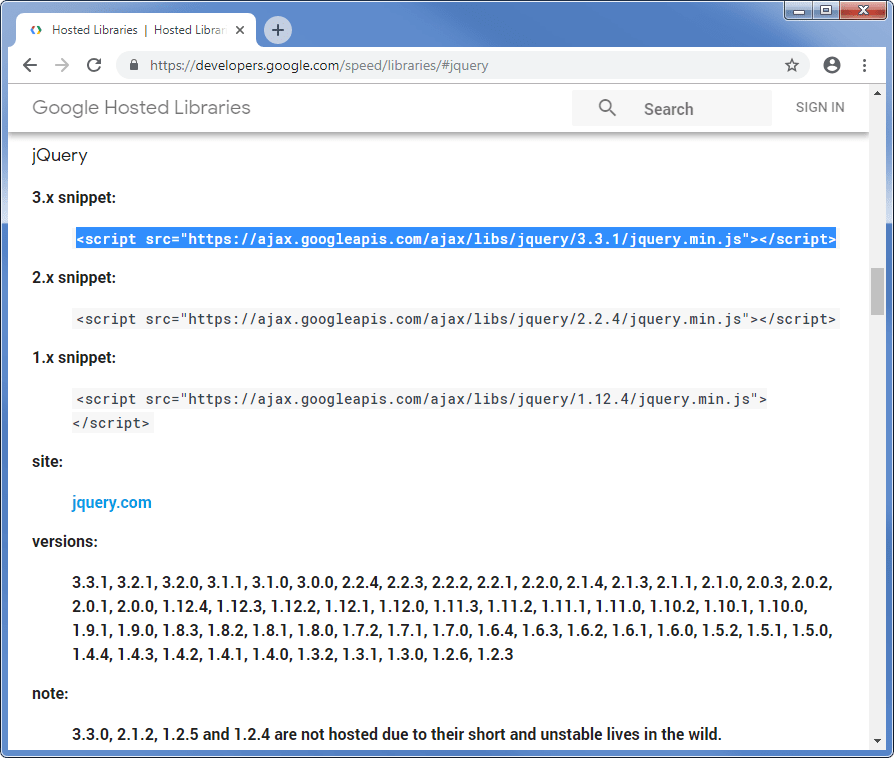 Hosted Libraries | Hosted Librar
https://developers.google.com/speed/libraries/#jquery
Google Hosted Libraries
Search
SIGN IN
jQuery
3.x snippet:
<script src="https://ajax.googleapis.com/ajax/libs/jquery/3.3.1/jquery.min.js"></script>
2.x snippet:
<script src="https://ajax.googleapis.com/ajax/libs/jquery/2.2.4/jquery.min.js"></script>
1.x snippet:
<script src="https://ajax.googleapis.com/ajax/libs/jquery/1.12.4/jquery.min.js">
</script>
site:
jquery.com
versions:
3.3.1, 3.2.1, 3.2.0, 3.1.1, 3.1.0, 3.0.0, 2.2.4, 2.2.3, 2.2.2, 2.2.1, 2.2.0, 2.1.4, 2.1.3, 2.1.1, 2.1.0, 2.0.3, 2.0.2,
2.0.1, 2.0.0, 1.12.4, 1.12.3, 1.12.2, 1.12.1, 1.12.0, 1.11.3, 1.11.2, 1.11.1, 1.11.0, 1.10.2, 1.10.1, 1.10.0,
1.9.1, 1.9.0, 1.8.3, 1.8.2, 1.8.1, 1.8.0, 1.7.2, 1.7.1, 1.7.0, 1.6.4, 1.6.3, 1.6.2, 1.6.1, 1.6.0, 1.5.2, 1.5.1, 1.5.0,
1.4.4, 1.4.3, 1.4.2, 1.4.1, 1.4.0, 1.3.2, 1.3.1, 1.3.0, 1.2.6, 1.2.3
note:
3.3.0, 2.1.2, 1.2.5 and 1.2.4 are not hosted due to their short and unstable lives in the wild.